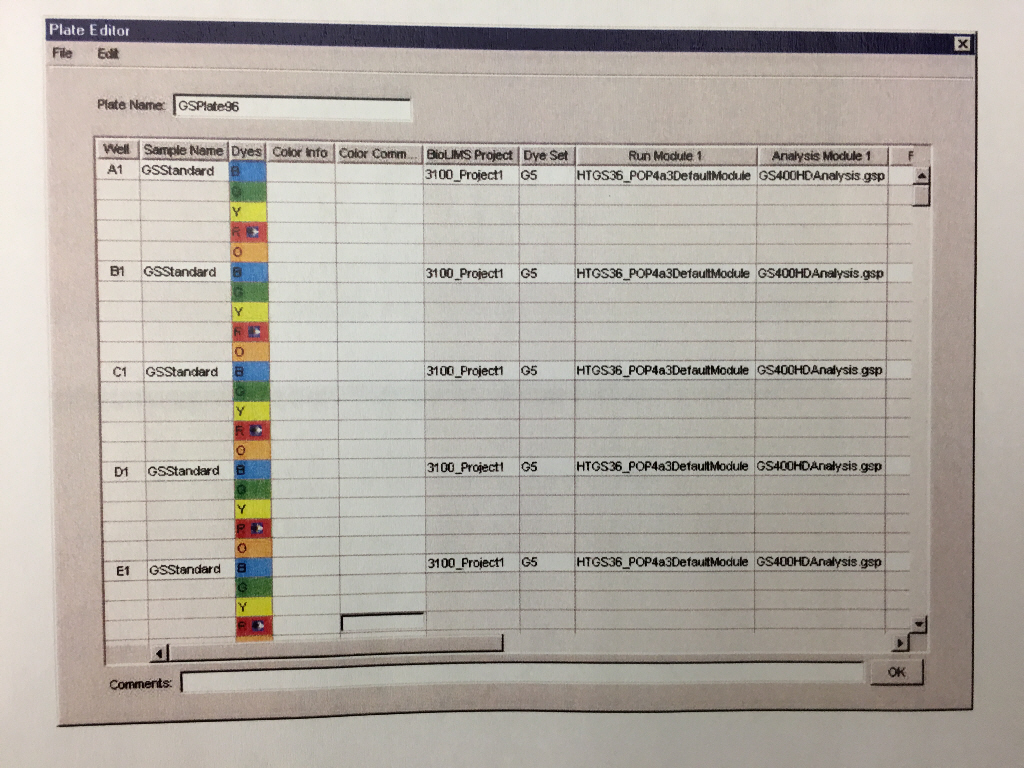 Plate Editor
File Edit
Plate Name: GSPlate96
Well Sample Name Dyes Color Info Color Comm... BioLIMS Project Dye Set Run Module 1 Analysis Module 1 F
A1 GSStandard B 3100_Project1 G5 HTGS36_POP4a3DefaultModule GS400HDAnalysis.gsp
G
Y
R
O
B1 GSStandard B 3100_Project1 G5 HTGS36_POP4a3DefaultModule GS400HDAnalysis.gsp
G
Y
R
O
C1 GSStandard B 3100_Project1 G5 HTGS36_POP4a3DefaultModule GS400HDAnalysis.gsp
G
Y
R
O
D1 GSStandard B 3100_Project1 G5 HTGS36_POP4a3DefaultModule GS400HDAnalysis.gsp
G
Y
R
O
E1 GSStandard B 3100_Project1 G5 HTGS36_POP4a3DefaultModule GS400HDAnalysis.gsp
G
Y
R
Comments: OK